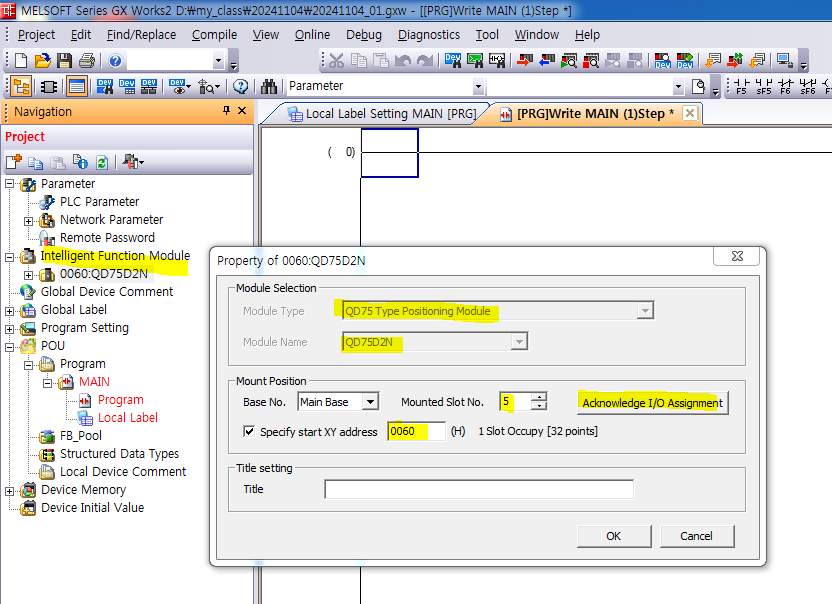 MELSOFT Series GX Works2 D:\my_class\20241104\20241104_01.gxw - [[PRG]Write MAIN (1)Step *]
Project Edit Find/Replace Compile View Online Debug Diagnostics Tool Window Help
Parameter
F5 sF5 F6 sF6
Navigation
Local Label Setting MAIN [PRG]
[PRG]Write MAIN (1)Step *
Project
( 0)
Parameter
PLC Parameter
Network Parameter
Remote Password
Intelligent Function Module
0060:QD75D2N
Global Device Comment
Global Label
Program Setting
POU
Program
MAIN
Program
Local Label
FB_Pool
Structured Data Types
Local Device Comment
Device Memory
Device Initial Value
Property of 0060:QD75D2N
Module Selection
Module Type QD75 Type Positioning Module
Module Name QD75D2N
Mount Position
Base No. Main Base Mounted Slot No. 5 Acknowledge I/O Assignment
Specify start XY address 0060 (H) 1 Slot Occupy [32 points]
Title setting
Title
OK Cancel